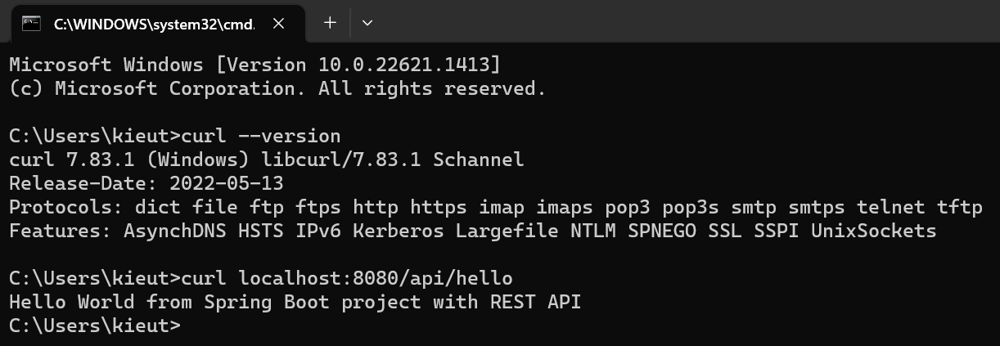 C:\WINDOWS\system32\cmd.
Microsoft Windows [Version 10.0.22621.1413]
(c) Microsoft Corporation. All rights reserved.
C:\Users\kieut>curl --version
curl 7.83.1 (Windows) libcurl/7.83.1 Schannel
Release-Date: 2022-05-13
Protocols: dict file ftp ftps http https imap imaps pop3 pop3s smtp smtps telnet tftp
Features: AsynchDNS HSTS IPv6 Kerberos Largefile NTLM SPNEGO SSL SSPI UnixSockets
C:\Users\kieut>curl localhost:8080/api/hello
Hello World from Spring Boot project with REST API
C:\Users\kieut>